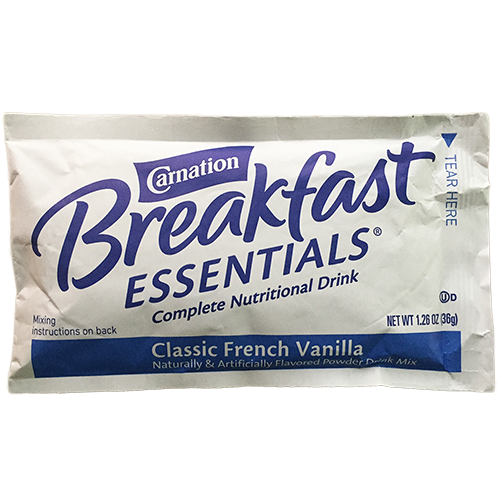 Carnation
Breakfast
ESSENTIALS®
Complete Nutritional Drink
TEAR HERE
Mixing
instructions on back
U D
NET WT 1.26 OZ (36g)
Classic French Vanilla
Naturally & Artificially Flavored Powder Drink Mix